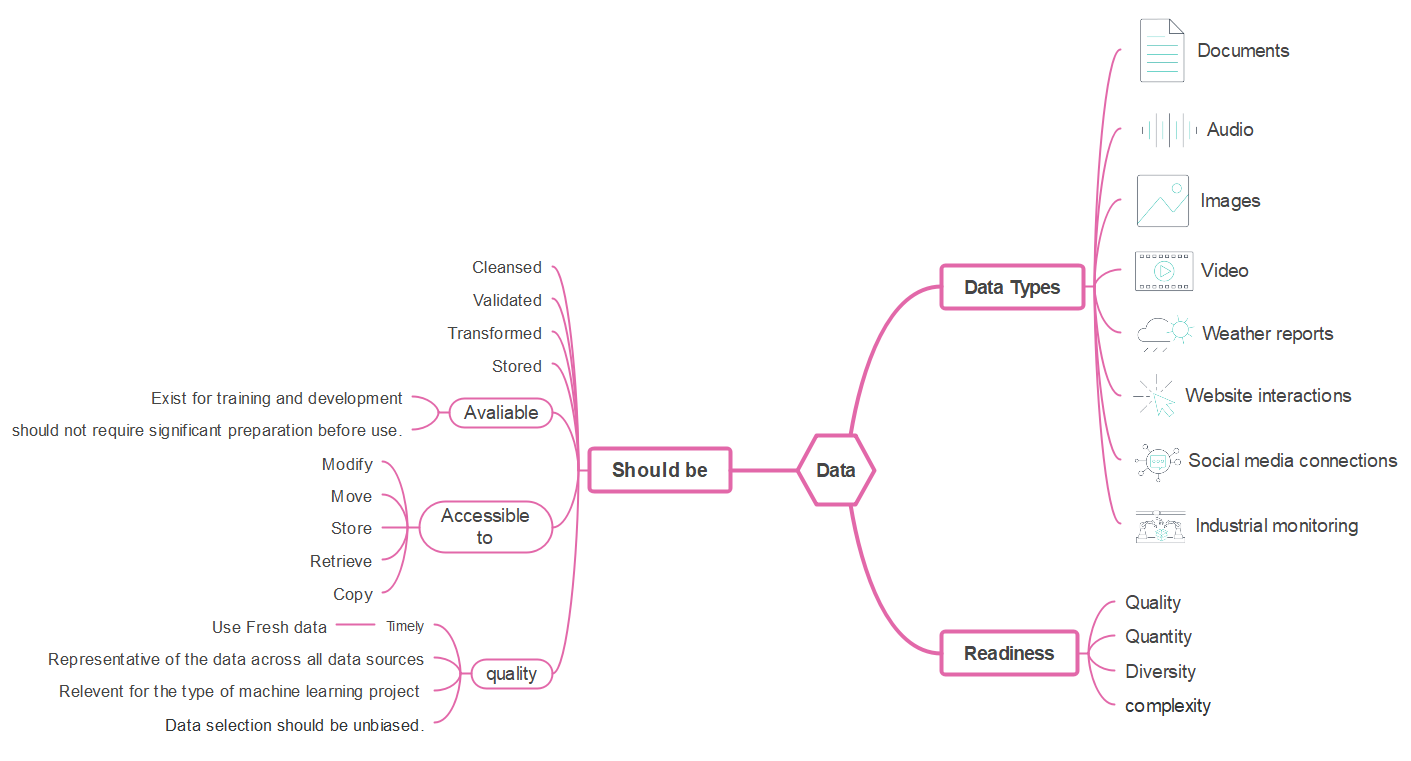 Data
Data Types
Documents
Audio
Images
Video
Weather reports
Website interactions
Social media connections
Industrial monitoring
Readiness
Quality
Quantity
Diversity
complexity
Should be
Cleansed
Validated
Transformed
Stored
Avaliable
Exist for training and development
should not require significant preparation before use.
Accessible
to
Modify
Move
Store
Retrieve
Copy
quality
Timely
Use Fresh data
Representative of the data across all data sources
Relevent for the type of machine learning project
Data selection should be unbiased.